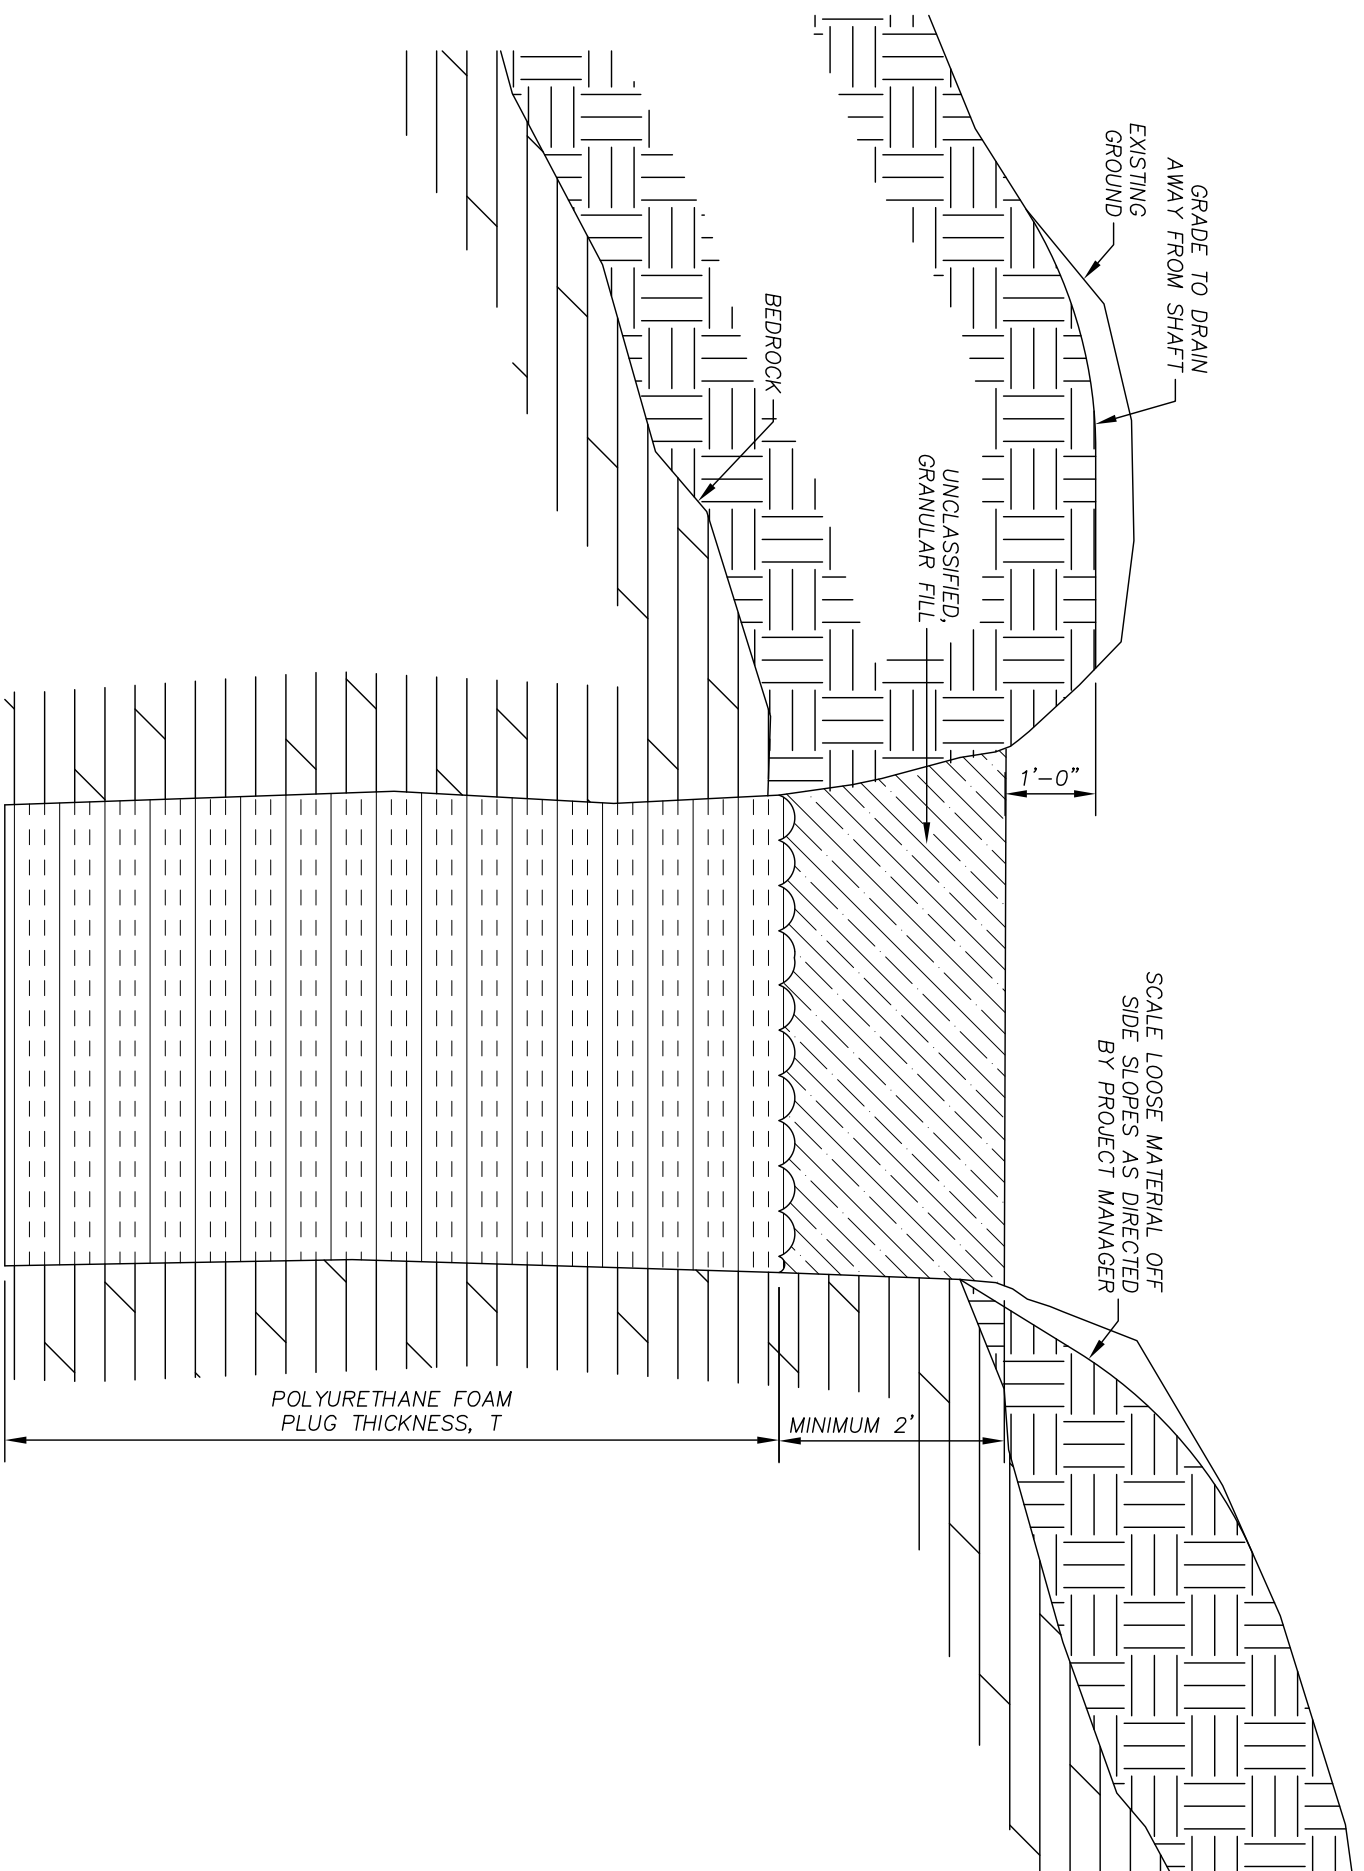 GRADE TO DRAIN
AWAY FROM SHAFT
EXISTING
GROUND
BEDROCK
UNCLASSIFIED,
GRANULAR FILL
1'-0"
SCALE LOOSE MATERIAL OFF
SIDE SLOPES AS DIRECTED
BY PROJECT MANAGER
MINIMUM 2'
POLYURETHANE FOAM
PLUG THICKNESS, T